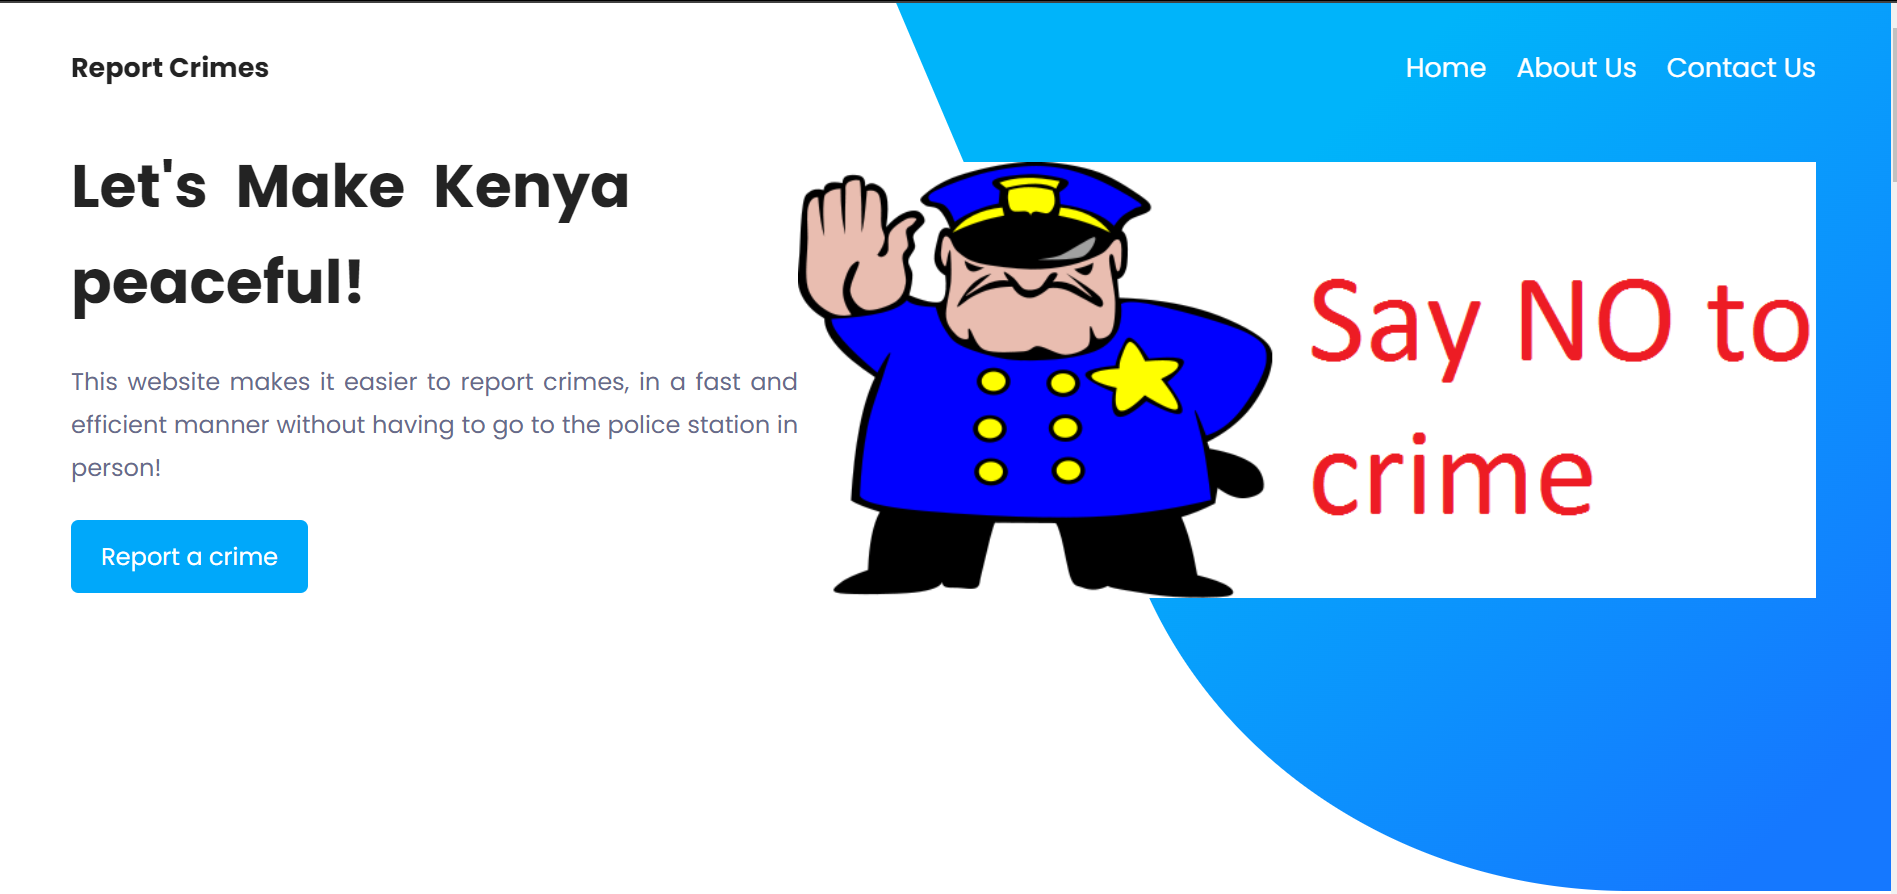 Report Crimes
Home About Us Contact Us
Let's Make Kenya
peaceful!
This website makes it easier to report crimes, in a fast and
efficient manner without having to go to the police station in
person!
Report a crime
Say NO to
crime